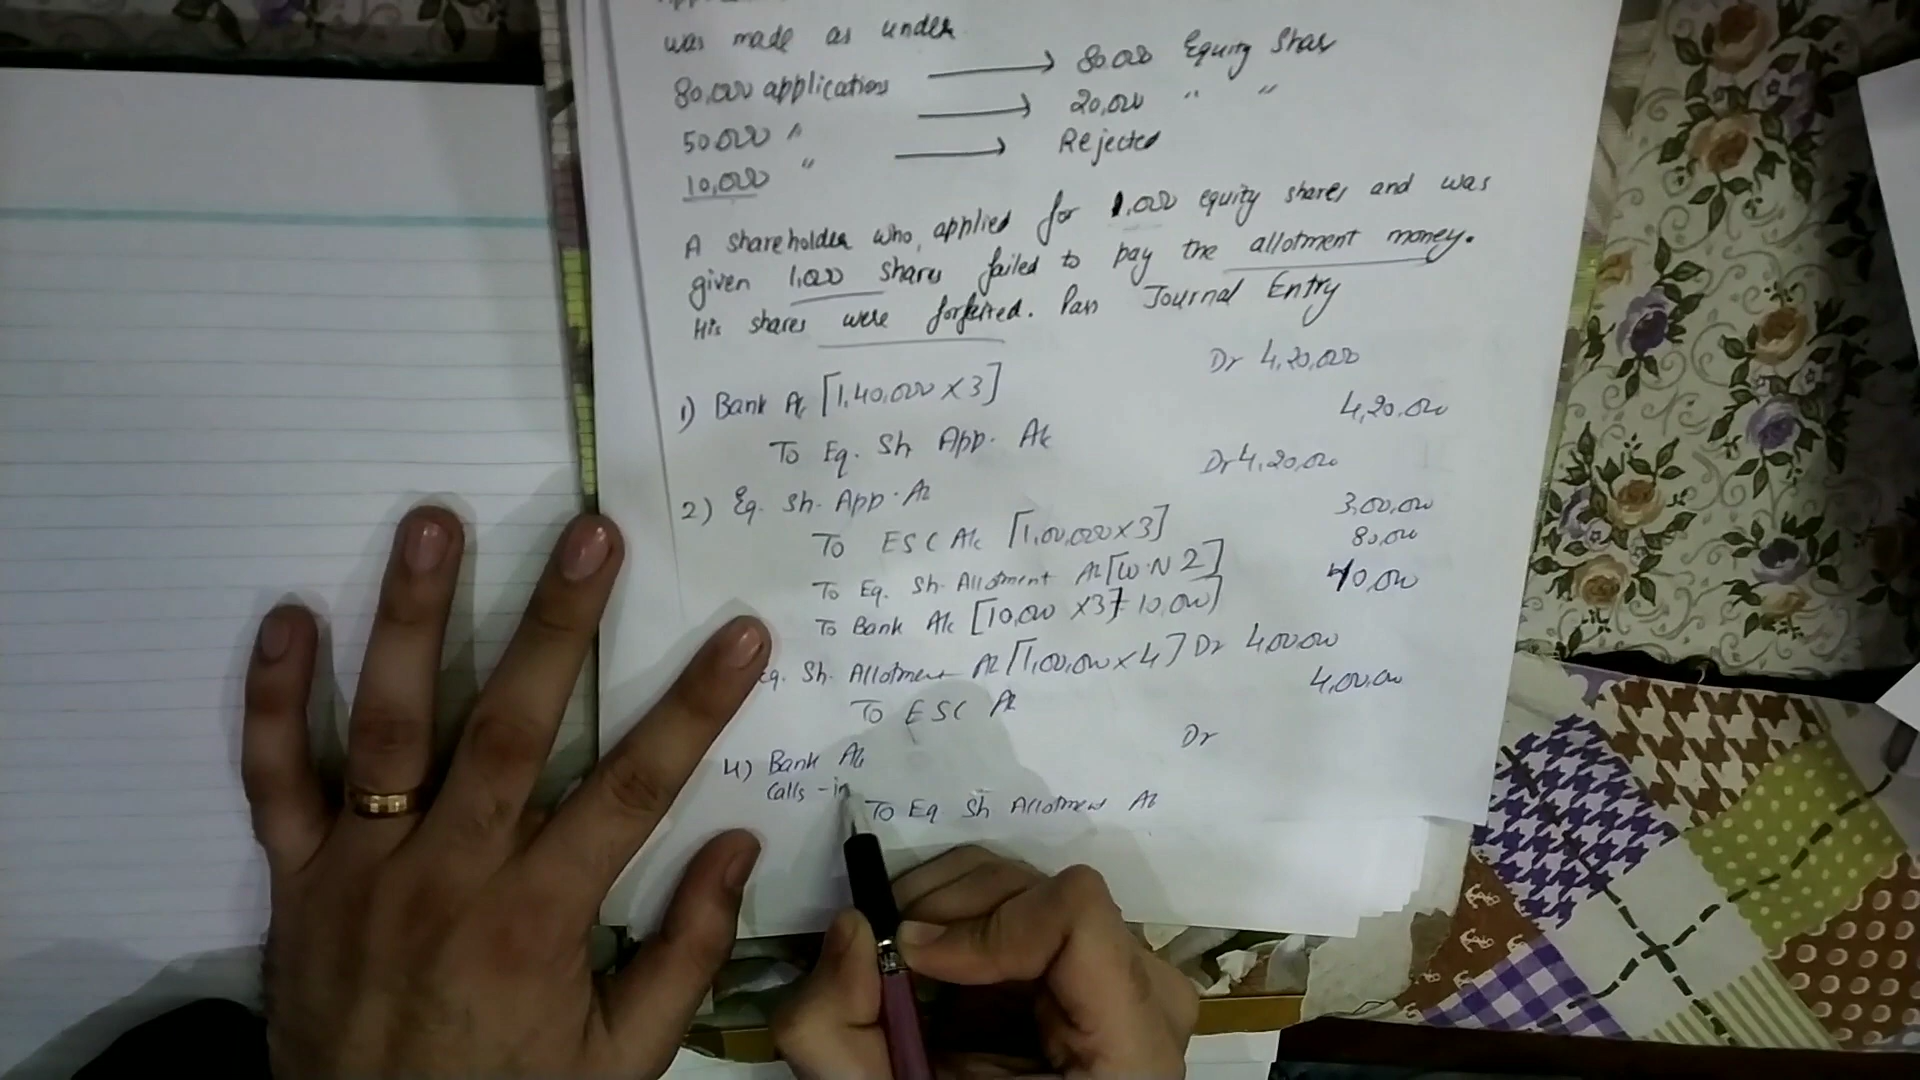 was made as under
80,000 applications → 80,000 Equity Shar
50,000 " → 20,000 " "
10,000 " → Rejected
A shareholder who applied for 1,000 equity shares and was
given 1,000 shares failed to pay the allotment money.
His shares were forfeited. Pass Journal Entry
1) Bank A/c [1,40,000 X 3] Dr 4,20,000
To Eq. Sh App. A/c 4,20,000
2) Eq. Sh. App. A/c Dr 4,20,000
To ESC A/c [1,00,000 X 3] 3,00,000
To Eq. Sh. Allotment A/c [W.N 2] 80,000
To Bank A/c [10,000 X 3 + 10,000] 40,000
Eq. Sh. Allotment A/c [1,00,000 X 4] Dr 4,00,000
To ESC A/c 4,00,000
4) Bank A/c Dr
Calls - in
To Eq Sh Allotment A/c